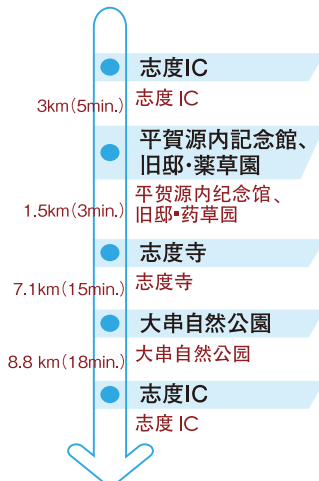 志度IC
志度 IC
3km(5min.)
平賀源内記念館、
旧邸・薬草園
平贺源内纪念馆、
旧邸▪药草园
1.5km(3min.)
志度寺
志度寺
7.1km(15min.)
大串自然公園
大串自然公园
8.8 km(18min.)
志度IC
志度 IC